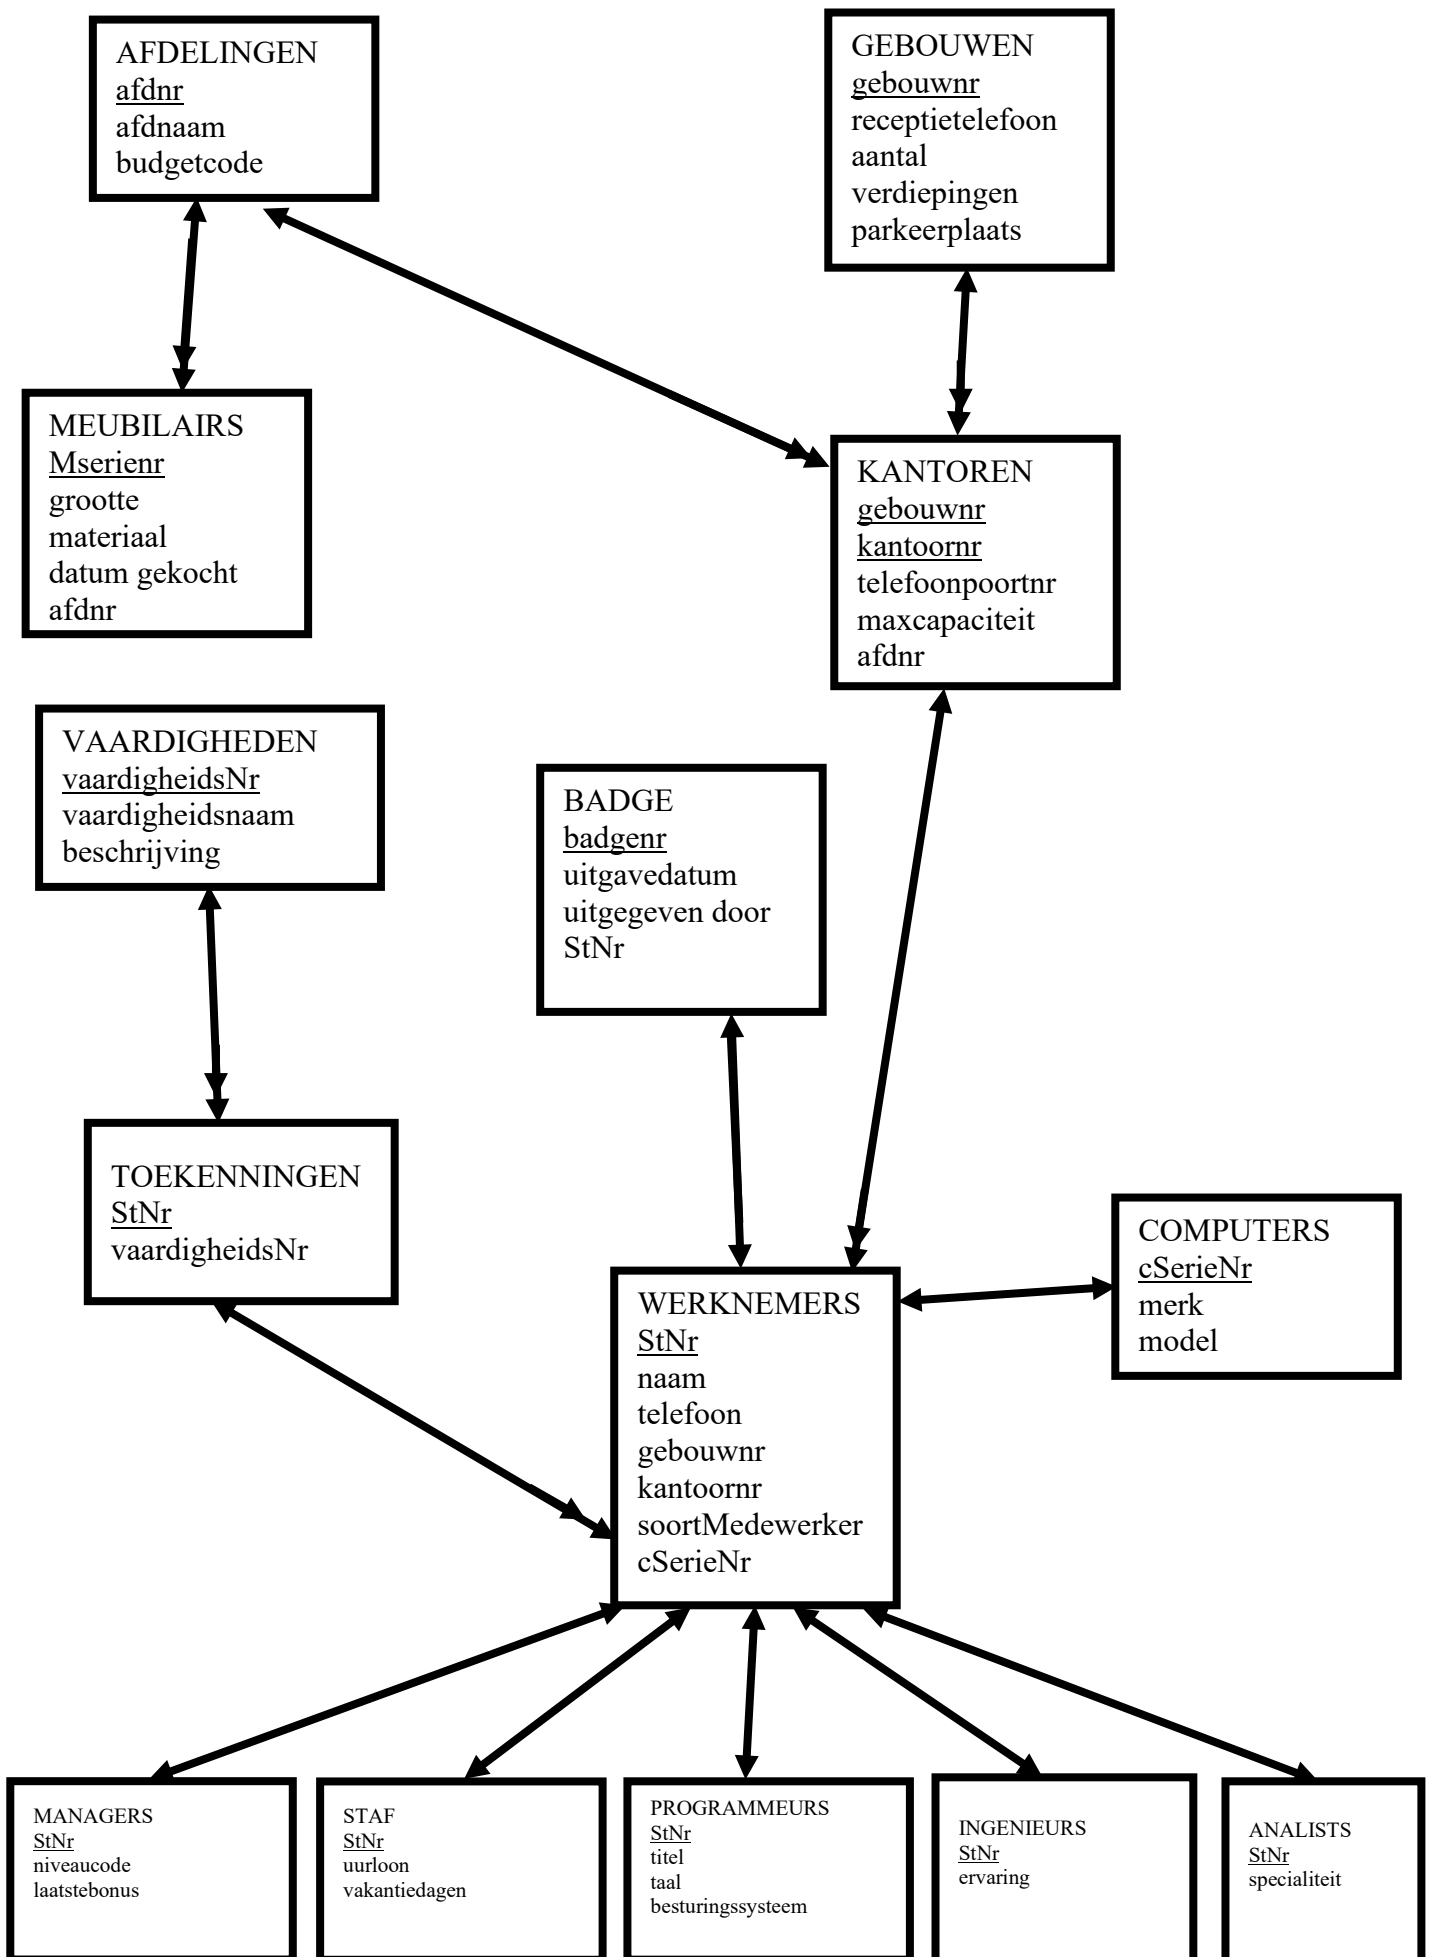 AFDELINGEN
afdnr
afdnaam
budgetcode
GEBOUWEN
gebouwnr
receptietelefoon
aantal
verdiepingen
parkeerplaats
MEUBILAIRS
Mserienr
grootte
materiaal
datum gekocht
afdnr
KANTOREN
gebouwnr
kantoornr
telefoonpoortnr
maxcapaciteit
afdnr
VAARDIGHEDEN
vaardigheidsNr
vaardigheidsnaam
beschrijving
BADGE
badgenr
uitgavedatum
uitgegeven door
StNr
TOEKENNINGEN
StNr
vaardigheidsNr
COMPUTERS
cSerieNr
merk
model
WERKNEMERS
StNr
naam
telefoon
gebouwnr
kantoornr
soortMedewerker
cSerieNr
MANAGERS
StNr
niveaucode
laatstebonus
STAF
StNr
uurloon
vakantiedagen
PROGRAMMEURS
StNr
titel
taal
besturingssysteem
INGENIEURS
StNr
ervaring
ANALISTS
StNr
specialiteit